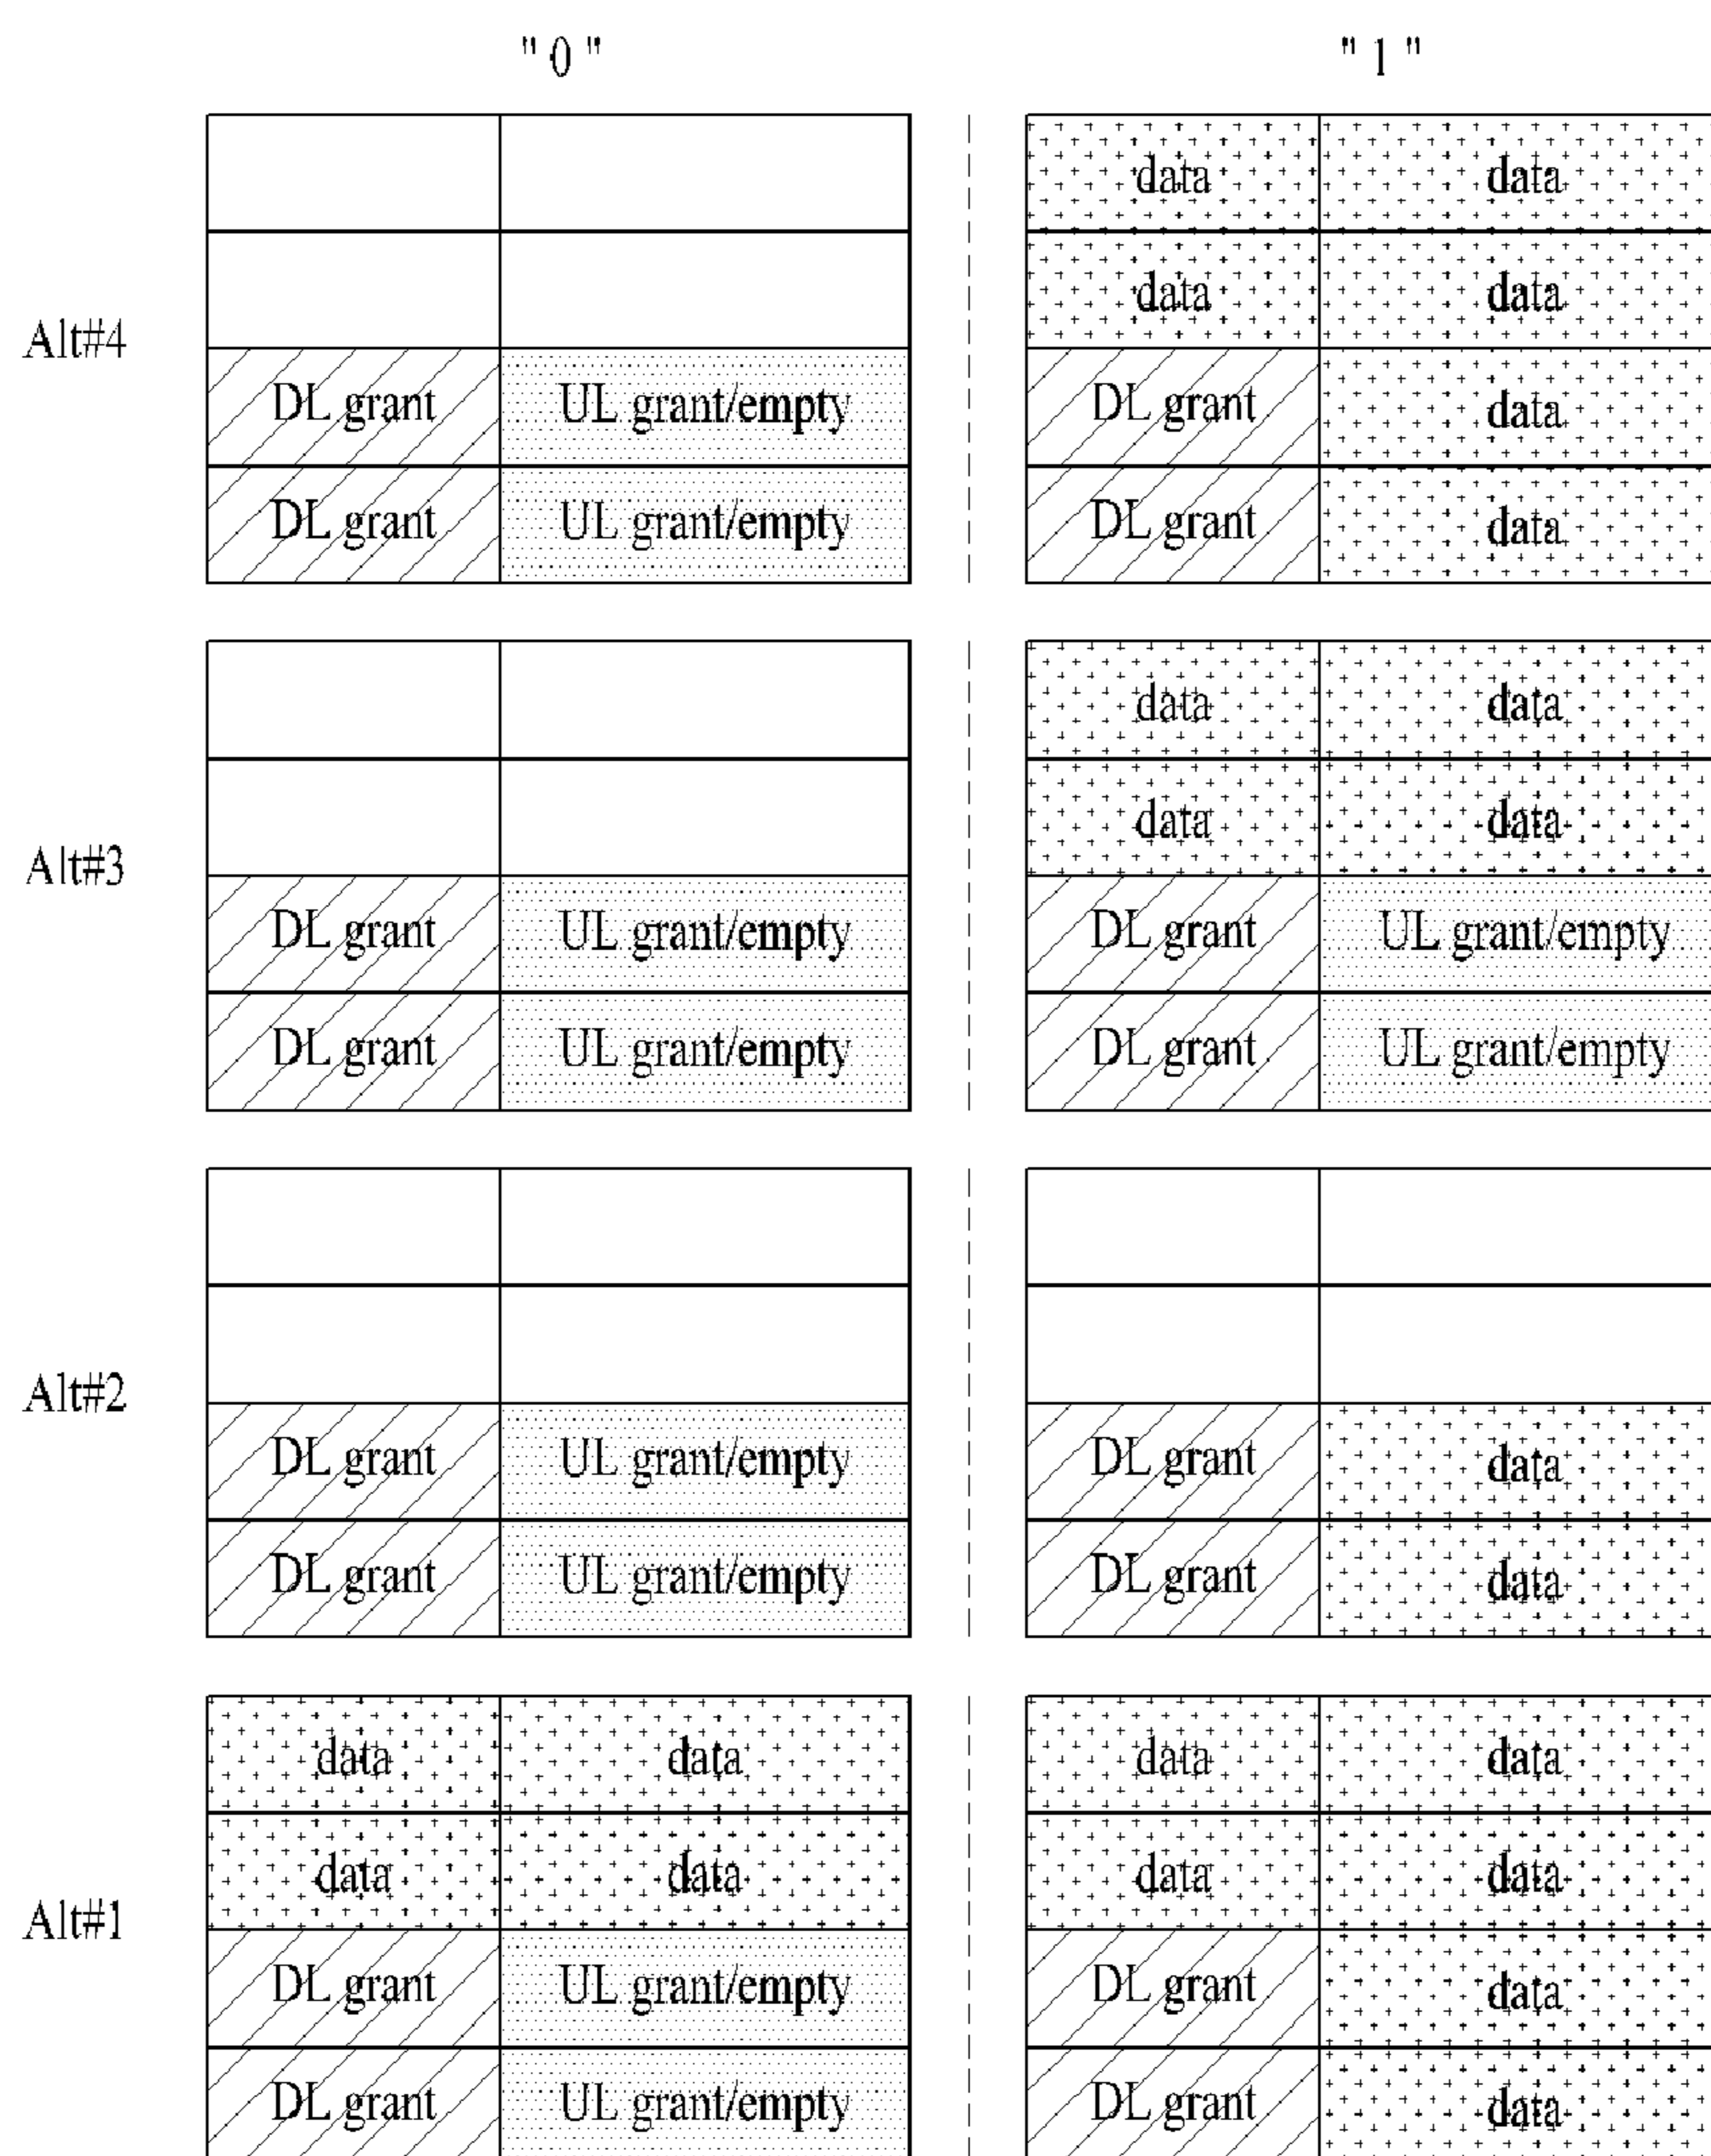 " 0 " " 1 "
data data
data data
Alt#4
DL grant UL grant/empty DL grant data
DL grant UL grant/empty DL grant data
data data
data data
Alt#3
DL grant UL grant/empty DL grant UL grant/empty
DL grant UL grant/empty DL grant UL grant/empty
Alt#2
DL grant UL grant/empty DL grant data
DL grant UL grant/empty DL grant data
data data data data
data data data data
Alt#1
DL grant UL grant/empty DL grant data
DL grant UL grant/empty DL grant data